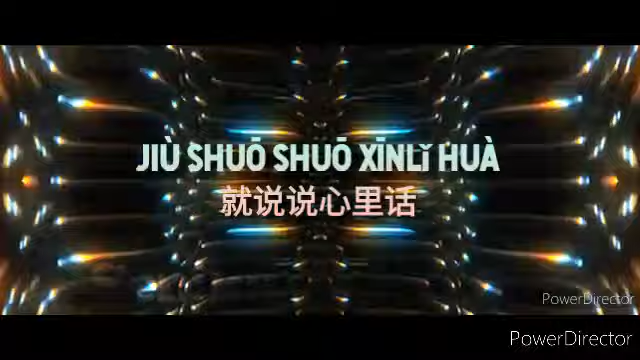 JIÙ SHUŌ SHUŌ XĪNLǏ HUÀ
就说说心里话
PowerDirector
PowerDirector